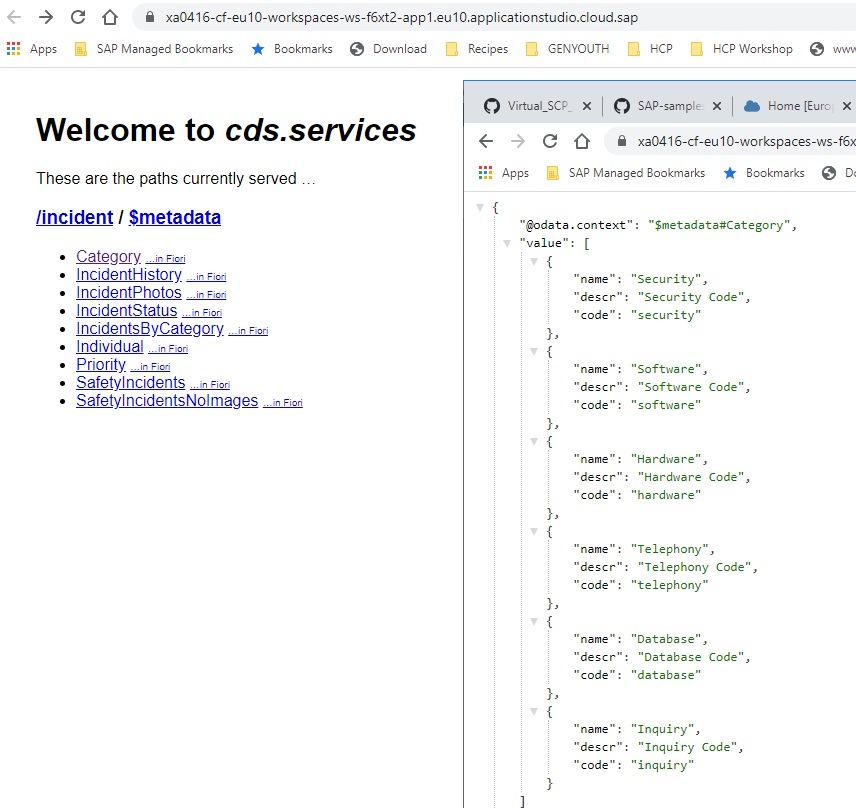 xa0416-cf-eu10-workspaces-ws-f6xt2-app1.eu10.applicationstudio.cloud.sap
Apps SAP Managed Bookmarks Bookmarks Download Recipes GENYOUTH HCP HCP Workshop www
Welcome to cds.services
These are the paths currently served …
/incident / $metadata
Category ...in Fiori
IncidentHistory ...in Fiori
IncidentPhotos ...in Fiori
IncidentStatus ...in Fiori
IncidentsByCategory ...in Fiori
Individual ...in Fiori
Priority ...in Fiori
SafetyIncidents ...in Fiori
SafetyIncidentsNoImages ...in Fiori
Virtual_SCP_ SAP-sample Home [Euro
xa0416-cf-eu10-workspaces-ws-f6x
Apps SAP Managed Bookmarks Bookmarks Do
{
"@odata.context": "$metadata#Category",
"value": [
{
"name": "Security",
"descr": "Security Code",
"code": "security"
},
{
"name": "Software",
"descr": "Software Code",
"code": "software"
},
{
"name": "Hardware",
"descr": "Hardware Code",
"code": "hardware"
},
{
"name": "Telephony",
"descr": "Telephony Code",
"code": "telephony"
},
{
"name": "Database",
"descr": "Database Code",
"code": "database"
},
{
"name": "Inquiry",
"descr": "Inquiry Code",
"code": "inquiry"
}
]